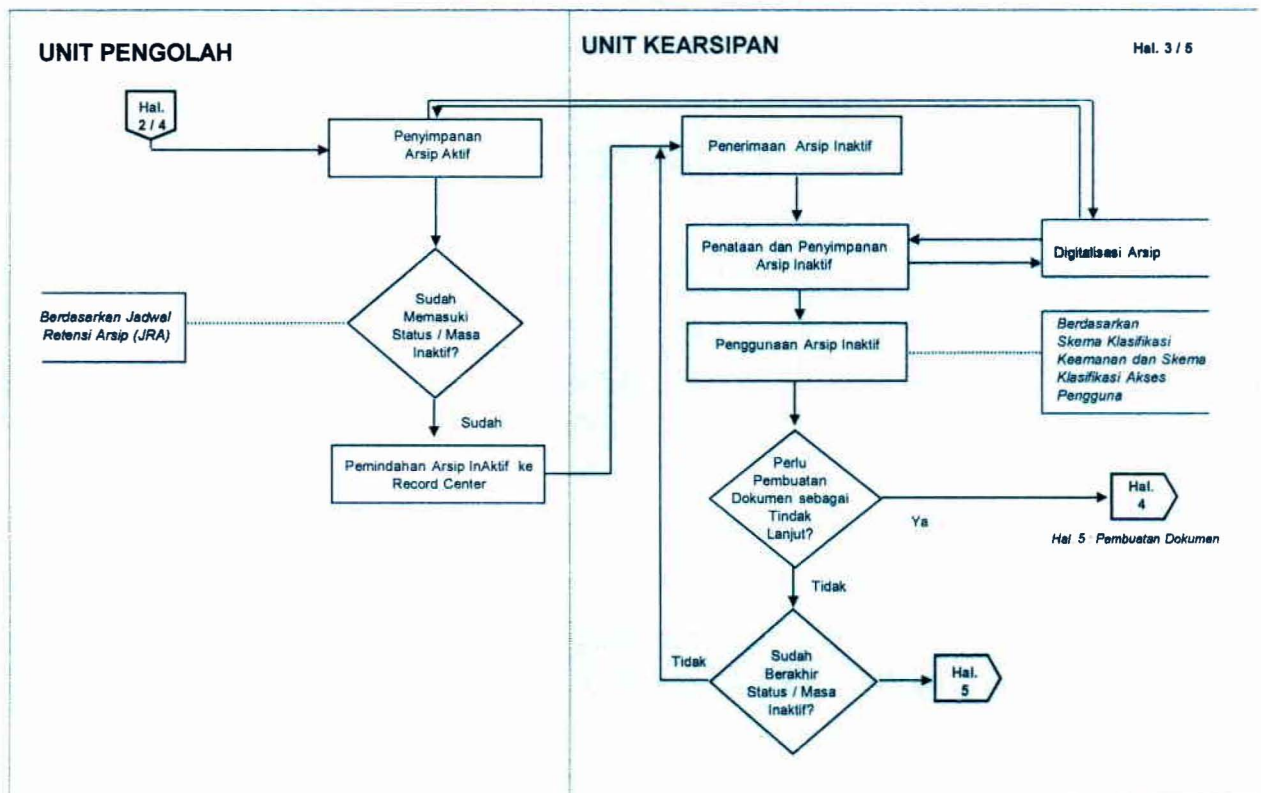 UNIT PENGOLAH
UNIT KEARSIPAN
Hal. 3 / 5
Hal.
2 / 4
Penyimpanan
Arsip Aktif
Sudah
Memasuki
Status / Masa
Inaktif?
Berdasarkan Jadwal
Retensi Arsip (JRA)
Sudah
Pemindahan Arsip InAktif ke
Record Center
Penerimaan Arsip Inaktif
Penataan dan Penyimpanan
Arsip Inaktif
Digitalisasi Arsip
Penggunaan Arsip Inaktif
Berdasarkan
Skema Klasifikasi
Keamanan dan Skema
Klasifikasi Akses
Pengguna
Perlu
Pembuatan
Dokumen sebagai
Tindak
Lanjut?
Ya
Hal.
4
Hal 5 : Pembuatan Dokumen
Tidak
Sudah
Berakhir
Status / Masa
Inaktif?
Tidak
Hal.
5